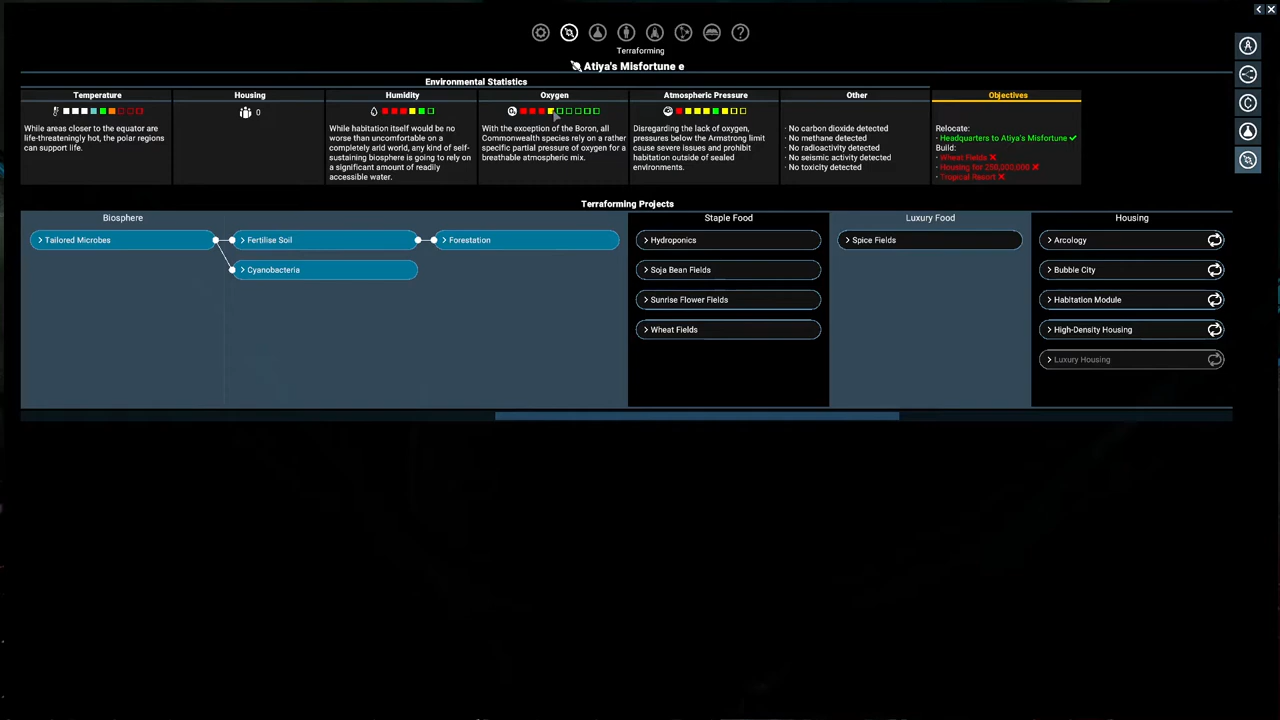 Terraforming
Atiya's Misfortune e
Environmental Statistics
Temperature
While areas closer to the equator are
life-threateningly hot, the polar regions
can support life.
Housing
0
Humidity
While habitation itself would be no
worse than uncomfortable on a
completely arid world, any kind of self-
sustaining biosphere is going to rely on
a significant amount of readily
accessible water.
Oxygen
With the exception of the Boron, all
Commonwealth species rely on a rather
specific partial pressure of oxygen for a
breathable atmospheric mix.
Atmospheric Pressure
Disregarding the lack of oxygen,
pressures below the Armstrong limit
cause severe issues and prohibit
habitation outside of sealed
environments.
Other
· No carbon dioxide detected
· No methane detected
· No radioactivity detected
· No seismic activity detected
· No toxicity detected
Objectives
Relocate:
· Headquarters to Atiya's Misfortune
Build:
· Wheat Fields
· Housing for 250,000,000
· Tropical Resort
Terraforming Projects
Biosphere
Tailored Microbes
Fertilise Soil
Forestation
Cyanobacteria
Staple Food
Hydroponics
Soja Bean Fields
Sunrise Flower Fields
Wheat Fields
Luxury Food
Spice Fields
Housing
Arcology
Bubble City
Habitation Module
High-Density Housing
Luxury Housing